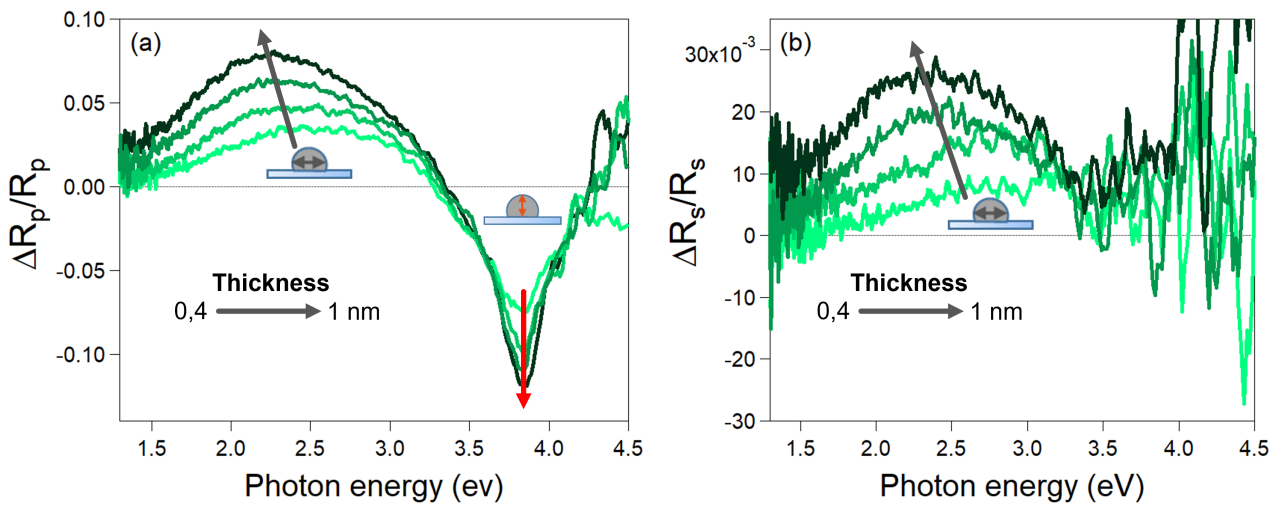 (a)
0.10
0.05
0.00
-0.05
-0.10
ΔRp/Rp
Thickness
0,4 1 nm
1.5 2.0 2.5 3.0 3.5 4.0 4.5
Photon energy (ev)
(b)
30x10-3
20
10
0
-10
-20
-30
ΔRs/Rs
Thickness
0,4 1 nm
1.5 2.0 2.5 3.0 3.5 4.0 4.5
Photon energy (eV)